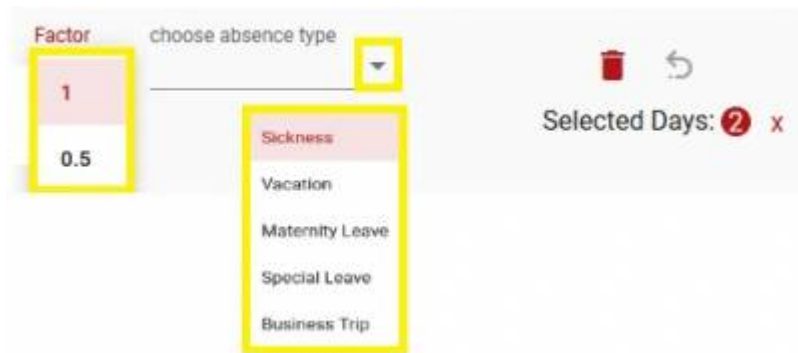 Factor
choose absence type
1
0.5
Sickness
Vacation
Maternity Leave
Special Leave
Business Trip
Selected Days: 2 x